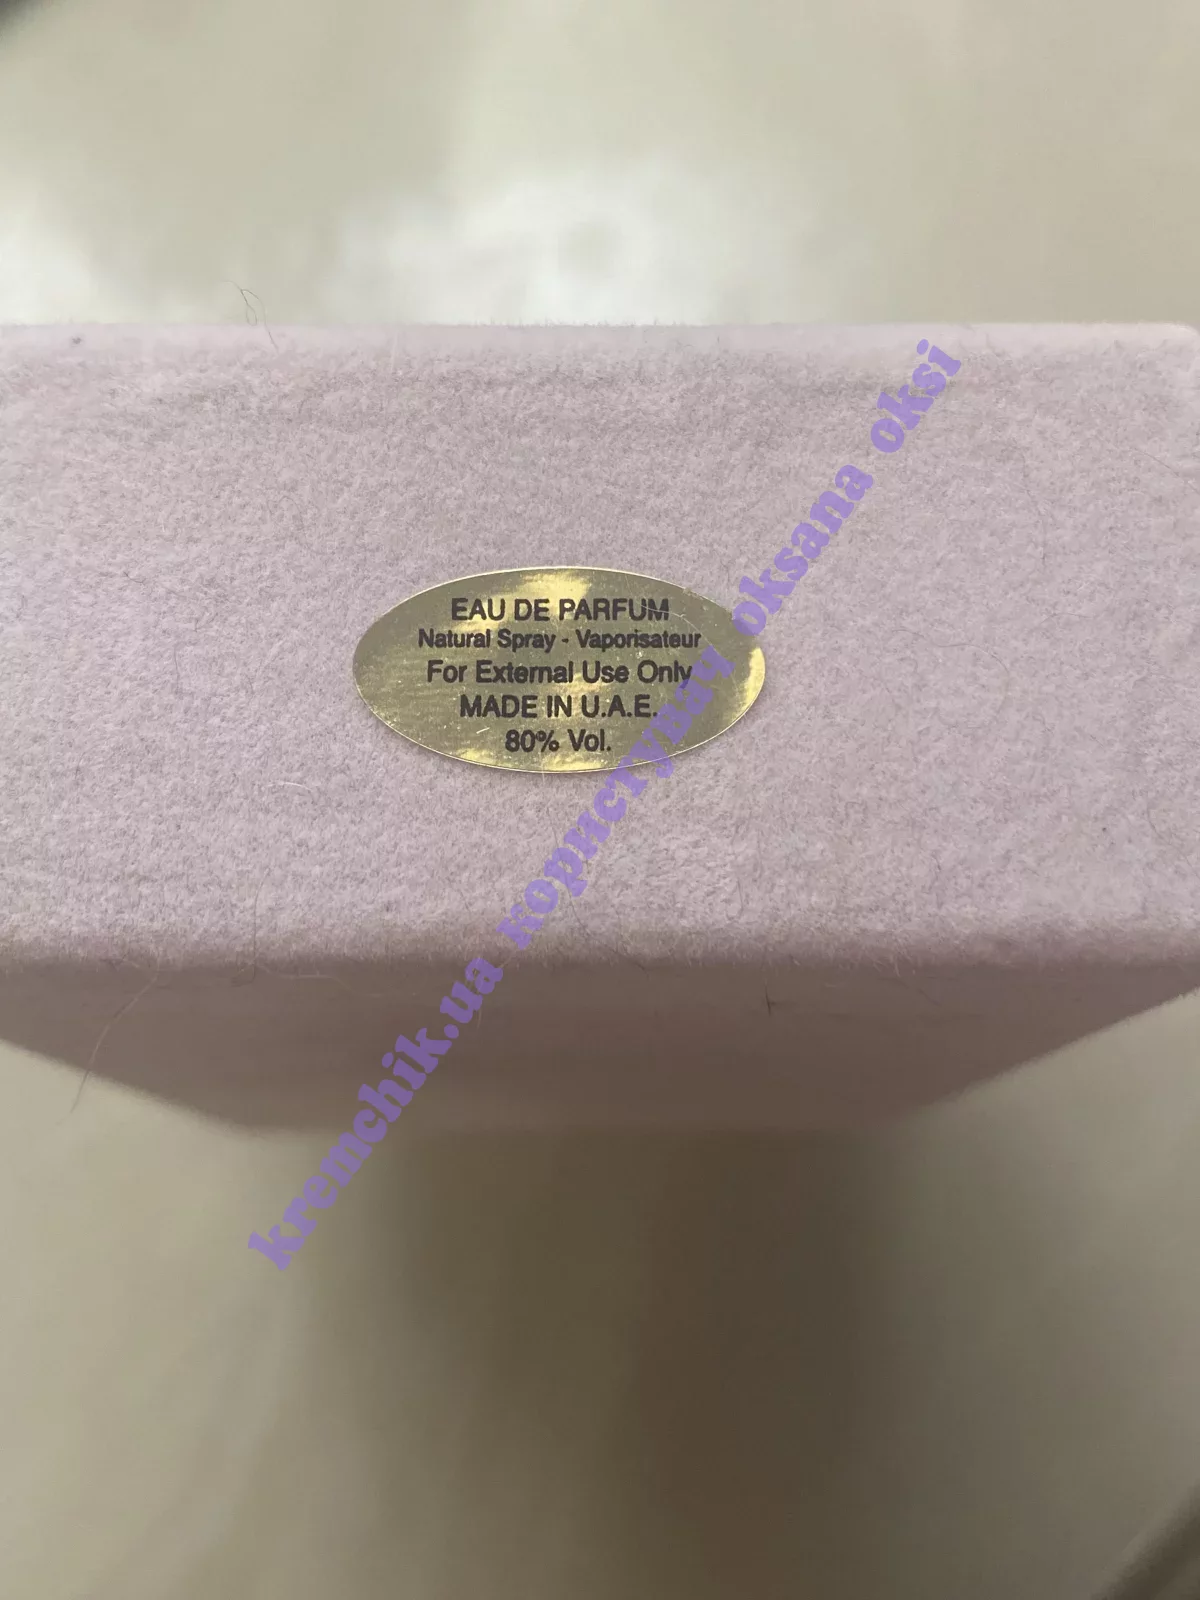 EAU DE PARFUM
Natural Spray - Vaporisateur
For External Use Only
MADE IN U.A.E.
80% Vol.
kremchik.ua користувач oksana oksi